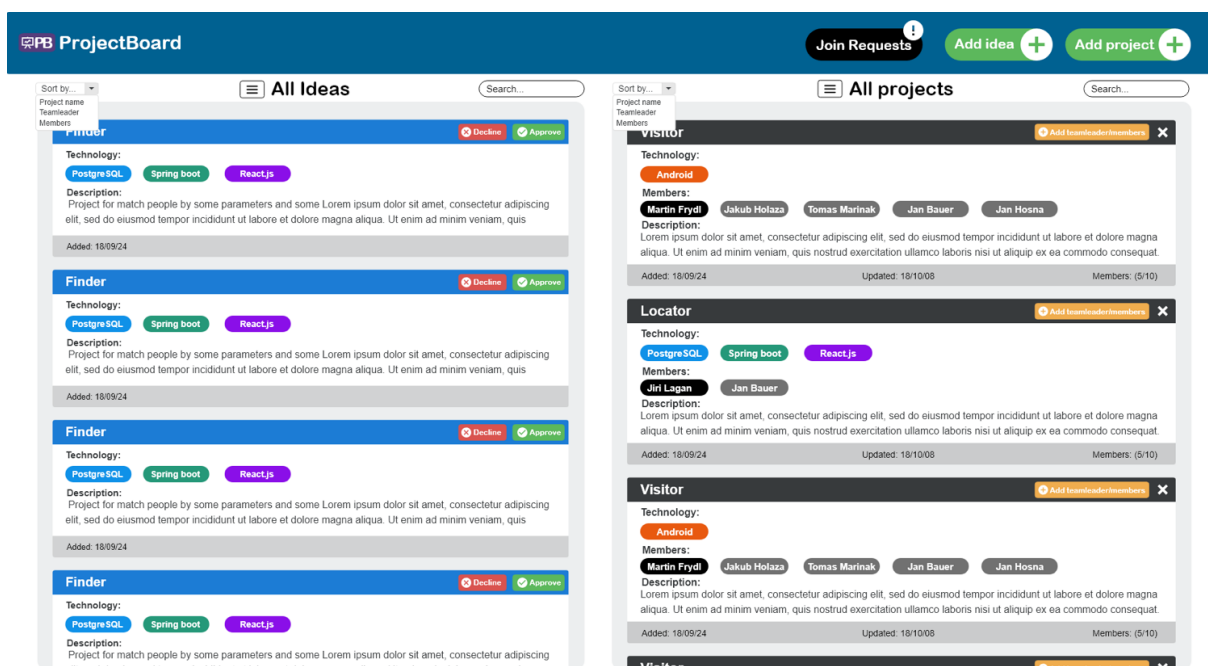 PB ProjectBoard
Join Requests !
Add idea +
Add project +
Sort by...
Project name
Teamleader
Members
All Ideas
Search...
Finder
Decline
Approve
Technology:
PostgreSQL Spring boot React.js
Description:
Project for match people by some parameters and some Lorem ipsum dolor sit amet, consectetur adipiscing
elit, sed do eiusmod tempor incididunt ut labore et dolore magna aliqua. Ut enim ad minim veniam, quis
Added: 18/09/24
Finder
Decline
Approve
Technology:
PostgreSQL Spring boot React.js
Description:
Project for match people by some parameters and some Lorem ipsum dolor sit amet, consectetur adipiscing
elit, sed do eiusmod tempor incididunt ut labore et dolore magna aliqua. Ut enim ad minim veniam, quis
Added: 18/09/24
Finder
Decline
Approve
Technology:
PostgreSQL Spring boot React.js
Description:
Project for match people by some parameters and some Lorem ipsum dolor sit amet, consectetur adipiscing
elit, sed do eiusmod tempor incididunt ut labore et dolore magna aliqua. Ut enim ad minim veniam, quis
Added: 18/09/24
Finder
Decline
Approve
Technology:
PostgreSQL Spring boot React.js
Description:
Project for match people by some parameters and some Lorem ipsum dolor sit amet, consectetur adipiscing
Sort by...
Project name
Teamleader
Members
All projects
Search...
Visitor
Add teamleader/members
Technology:
Android
Members:
Martin Frydl Jakub Holaza Tomas Marinak Jan Bauer Jan Hosna
Description:
Lorem ipsum dolor sit amet, consectetur adipiscing elit, sed do eiusmod tempor incididunt ut labore et dolore magna
aliqua. Ut enim ad minim veniam, quis nostrud exercitation ullamco laboris nisi ut aliquip ex ea commodo consequat.
Added: 18/09/24 Updated: 18/10/08 Members: (5/10)
Locator
Add teamleader/members
Technology:
PostgreSQL Spring boot React.js
Members:
Jiri Lagan Jan Bauer
Description:
Lorem ipsum dolor sit amet, consectetur adipiscing elit, sed do eiusmod tempor incididunt ut labore et dolore magna
aliqua. Ut enim ad minim veniam, quis nostrud exercitation ullamco laboris nisi ut aliquip ex ea commodo consequat.
Added: 18/09/24 Updated: 18/10/08 Members: (5/10)
Visitor
Add teamleader/members
Technology:
Android
Members:
Martin Frydl Jakub Holaza Tomas Marinak Jan Bauer Jan Hosna
Description:
Lorem ipsum dolor sit amet, consectetur adipiscing elit, sed do eiusmod tempor incididunt ut labore et dolore magna
aliqua. Ut enim ad minim veniam, quis nostrud exercitation ullamco laboris nisi ut aliquip ex ea commodo consequat.
Added: 18/09/24 Updated: 18/10/08 Members: (5/10)